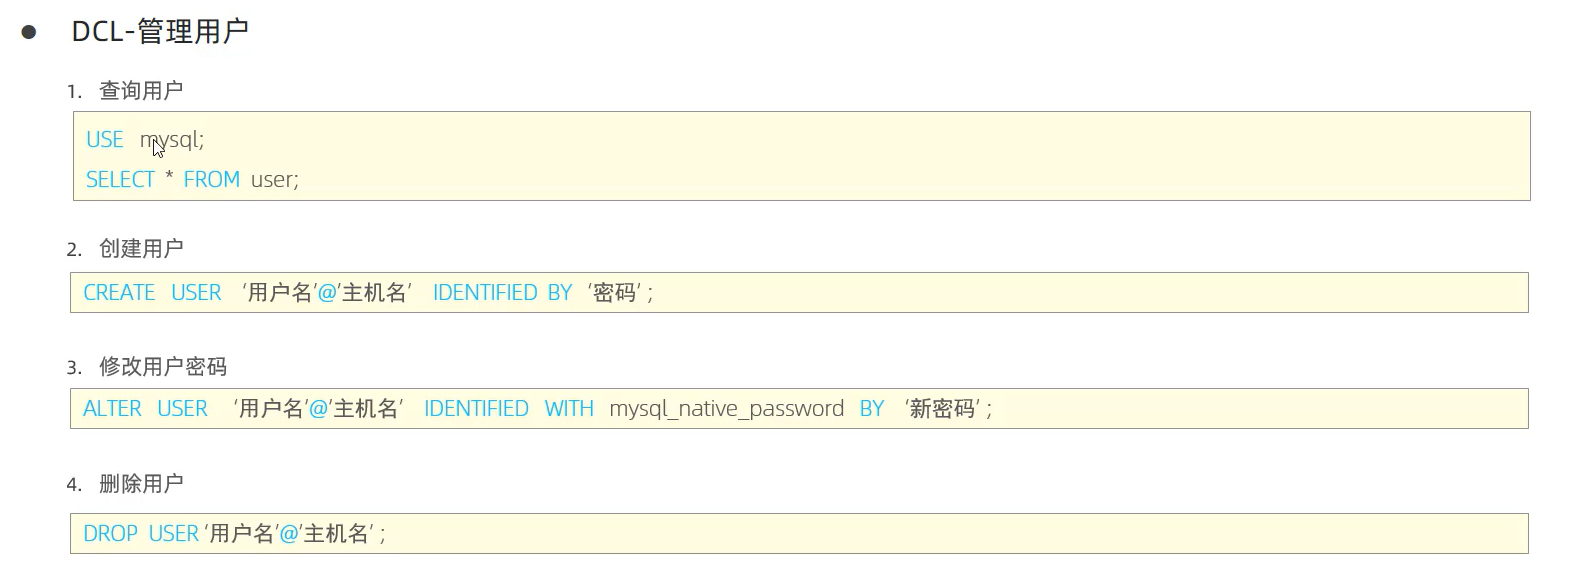 ● DCL-管理用户
1. 查询用户
USE mysql;
SELECT * FROM user;
2. 创建用户
CREATE USER ‘用户名’@’主机名’ IDENTIFIED BY ‘密码’ ;
3. 修改用户密码
ALTER USER ‘用户名’@’主机名’ IDENTIFIED WITH mysql_native_password BY ‘新密码’ ;
4. 删除用户
DROP USER ‘用户名’@’主机名’ ;